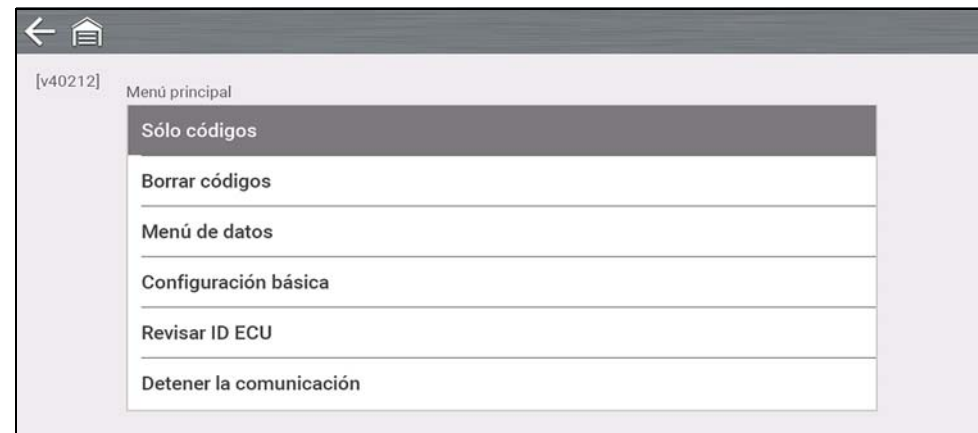 [v40212]
Menú principal
Sólo códigos
Borrar códigos
Menú de datos
Configuración básica
Revisar ID ECU
Detener la comunicación